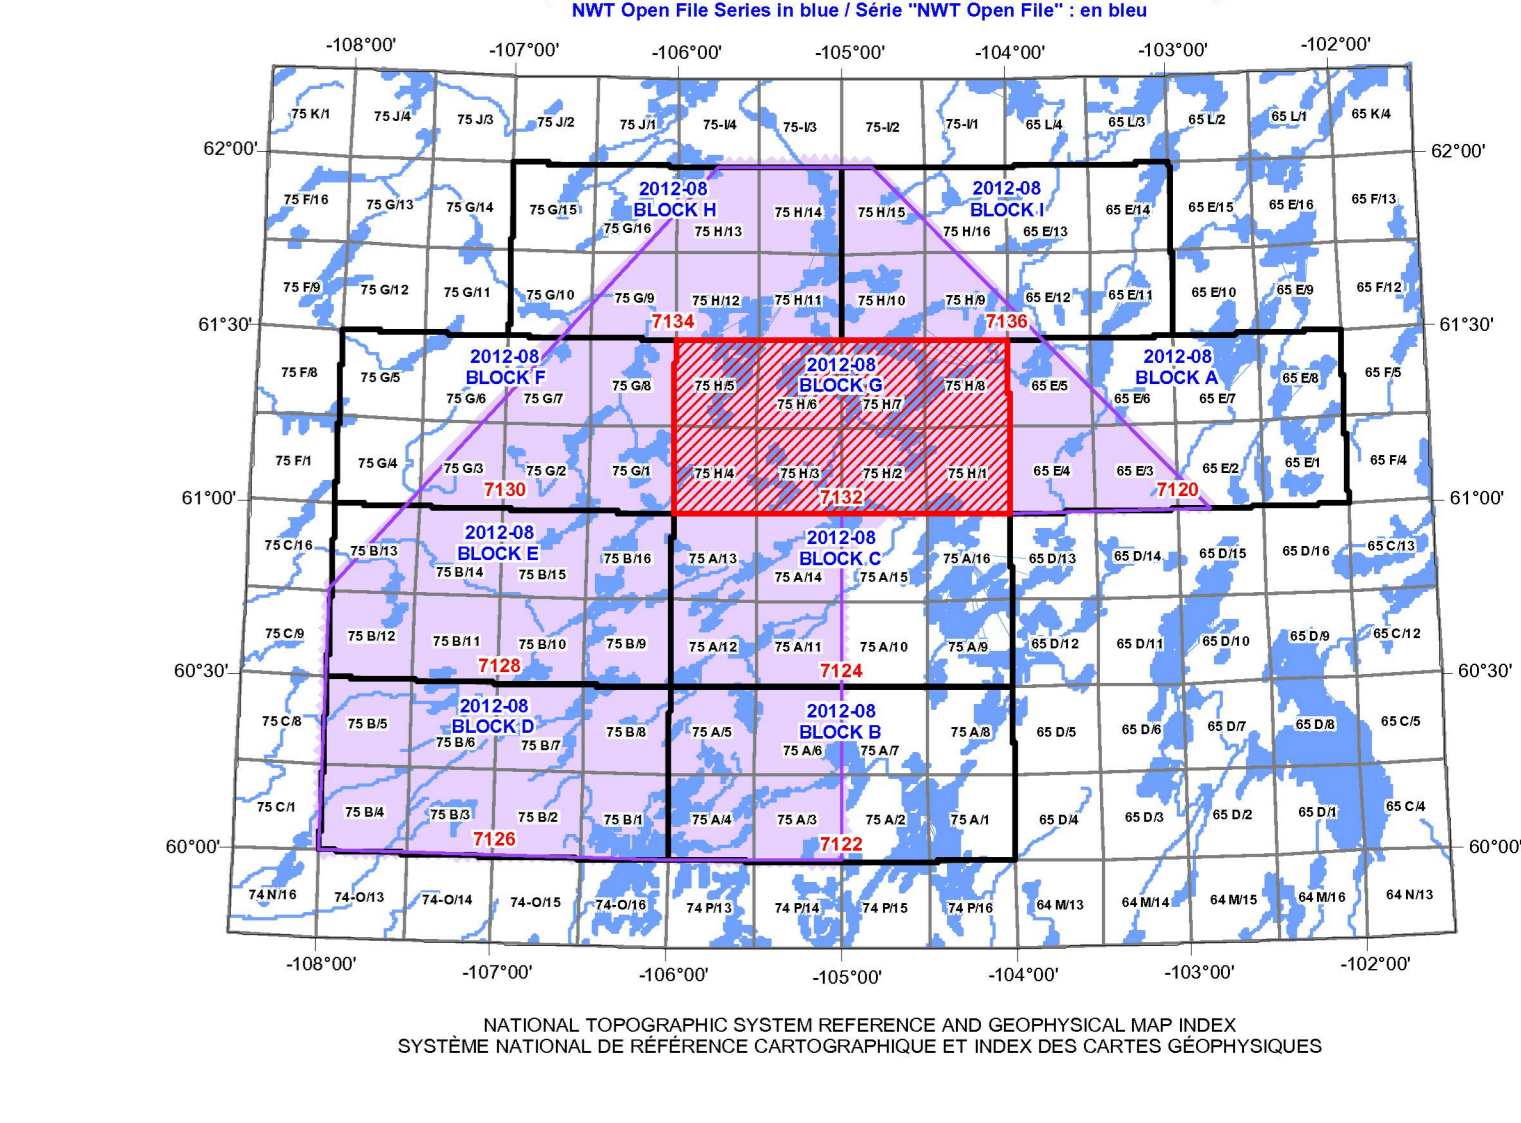 NWT Open File Series in blue / Série "NWT Open File" : en bleu
-108°00' -107°00' -106°00' -105°00' -104°00' -103°00' -102°00'
75 K/1 75 J/4 75 J/3 75 J/2 75 J/1 75-I/4 75-I/3 75-I/2 75-I/1 65 L/4 65 L/3 65 L/2 65 L/1 65 K/4
62°00' 62°00'
2012-08 2012-08
BLOCK H BLOCK I
75 F/16 75 G/13 75 G/14 75 G/15 75 H/14 75 H/15 65 E/14 65 E/15 65 E/16 65 F/13
75 G/16 75 H/13 75 H/16 65 E/13
75 F/9 75 G/12 75 G/11 75 G/10 75 G/9 75 H/12 75 H/11 75 H/10 75 H/9 65 E/12 65 E/11 65 E/10 65 E/9 65 F/12
61°30' 7134 7136 61°30'
2012-08 2012-08 2012-08
BLOCK F BLOCK G BLOCK A
75 F/8 75 G/5 75 G/8 75 H/5 75 H/8 65 E/5 65 E/8 65 F/5
75 G/6 75 G/7 75 H/6 75 H/7 65 E/6 65 E/7
75 F/1 75 G/4 75 G/3 75 G/2 75 G/1 75 H/4 75 H/3 75 H/2 75 H/1 65 E/4 65 E/3 65 E/2 65 E/1 65 F/4
61°00' 7130 7132 7120 61°00'
2012-08 2012-08
BLOCK E BLOCK C
75 C/16 75 B/13 75 B/16 75 A/13 75 A/16 65 D/13 65 D/14 65 D/15 65 D/16 65 C/13
75 B/14 75 B/15 75 A/14 75 A/15
75 C/9 75 B/12 75 B/11 75 B/10 75 B/9 75 A/12 75 A/11 75 A/10 75 A/9 65 D/12 65 D/11 65 D/10 65 D/9 65 C/12
60°30' 7128 7124 60°30'
2012-08 2012-08
BLOCK D BLOCK B
75 C/8 75 B/5 75 B/8 75 A/5 75 A/8 65 D/5 65 D/6 65 D/7 65 D/8 65 C/5
75 B/6 75 B/7 75 A/6 75 A/7
75 C/1 75 B/4 75 B/3 75 B/2 75 B/1 75 A/4 75 A/3 75 A/2 75 A/1 65 D/4 65 D/3 65 D/2 65 D/1 65 C/4
60°00' 7126 7122 60°00'
74 N/16 74-O/13 74-O/14 74-O/15 74-O/16 74 P/13 74 P/14 74 P/15 74 P/16 64 M/13 64 M/14 64 M/15 64 M/16 64 N/13
-108°00' -107°00' -106°00' -105°00' -104°00' -103°00' -102°00'
NATIONAL TOPOGRAPHIC SYSTEM REFERENCE AND GEOPHYSICAL MAP INDEX
SYSTÈME NATIONAL DE RÉFÉRENCE CARTOGRAPHIQUE ET INDEX DES CARTES GÉOPHYSIQUES